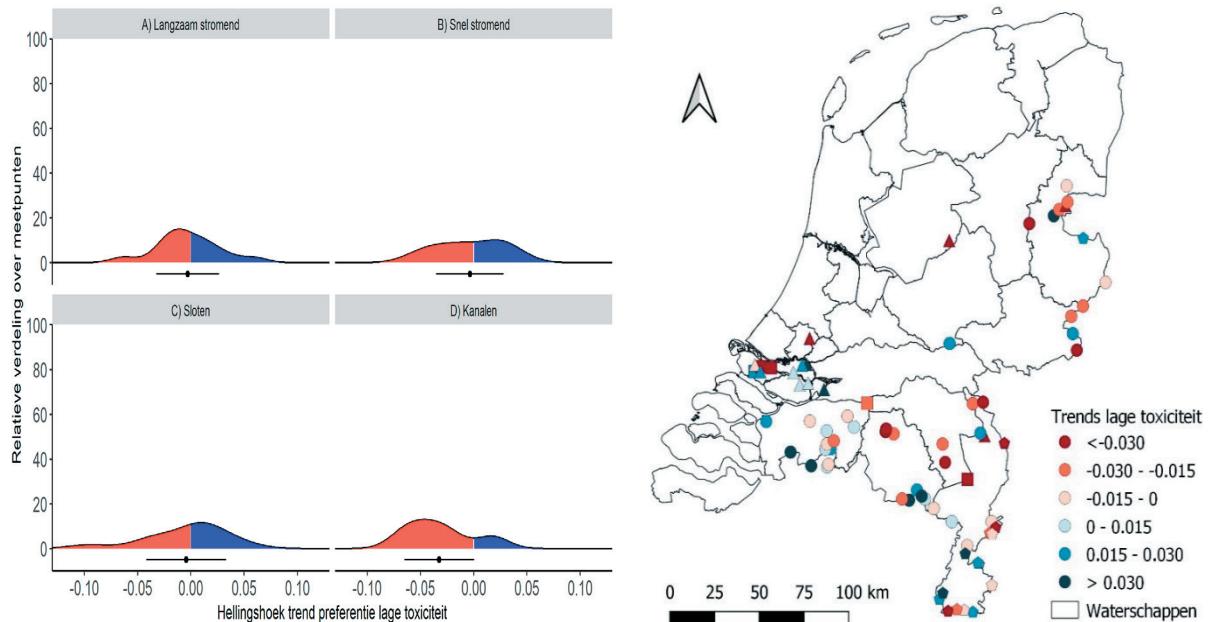 A) Langzaam stromend
B) Snel stromend
Relatieve verdeling over meetpunten
100
80
60
40
20
0
C) Sloten
D) Kanalen
100
80
60
40
20
0
-0.10 -0.05 0.00 0.05 0.10
-0.10 -0.05 0.00 0.05 0.10
Hellingshoek trend preferentie lage toxiciteit
Trends lage toxiciteit
<-0.030
-0.030 - -0.015
-0.015 - 0
0 - 0.015
0.015 - 0.030
> 0.030
Waterschappen
0 25 50 75 100 km